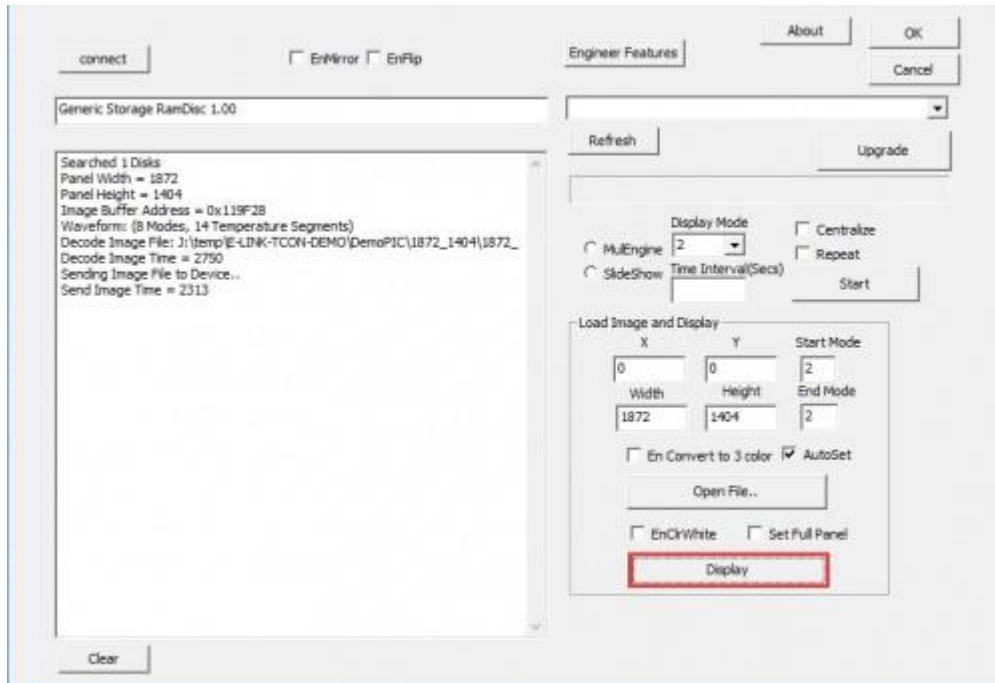 About
OK
connect
EnMirror
EnFlip
Engineer Features
Cancel
Generic Storage RamDisc 1.00
Refresh
Upgrade
Searched 1 Disks
Panel Width = 1872
Panel Height = 1404
Image Buffer Address = 0x119F28
Waveform: (8 Modes, 14 Temperature Segments)
Decode Image File: J:\temp\E-LINK-TCON-DEMO\DemoPIC\1872_1404\1872_
Decode Image Time = 2750
Sending Image File to Device..
Send Image Time = 2313
Display Mode
MulEngine
2
Centralize
Repeat
SlideShow
Time Interval(Secs)
Start
Load Image and Display
X
Y
Start Mode
0
0
2
Width
Height
End Mode
1872
1404
2
En Convert to 3 color
AutoSet
Open File..
EnClrWhite
Set Full Panel
Display
Clear